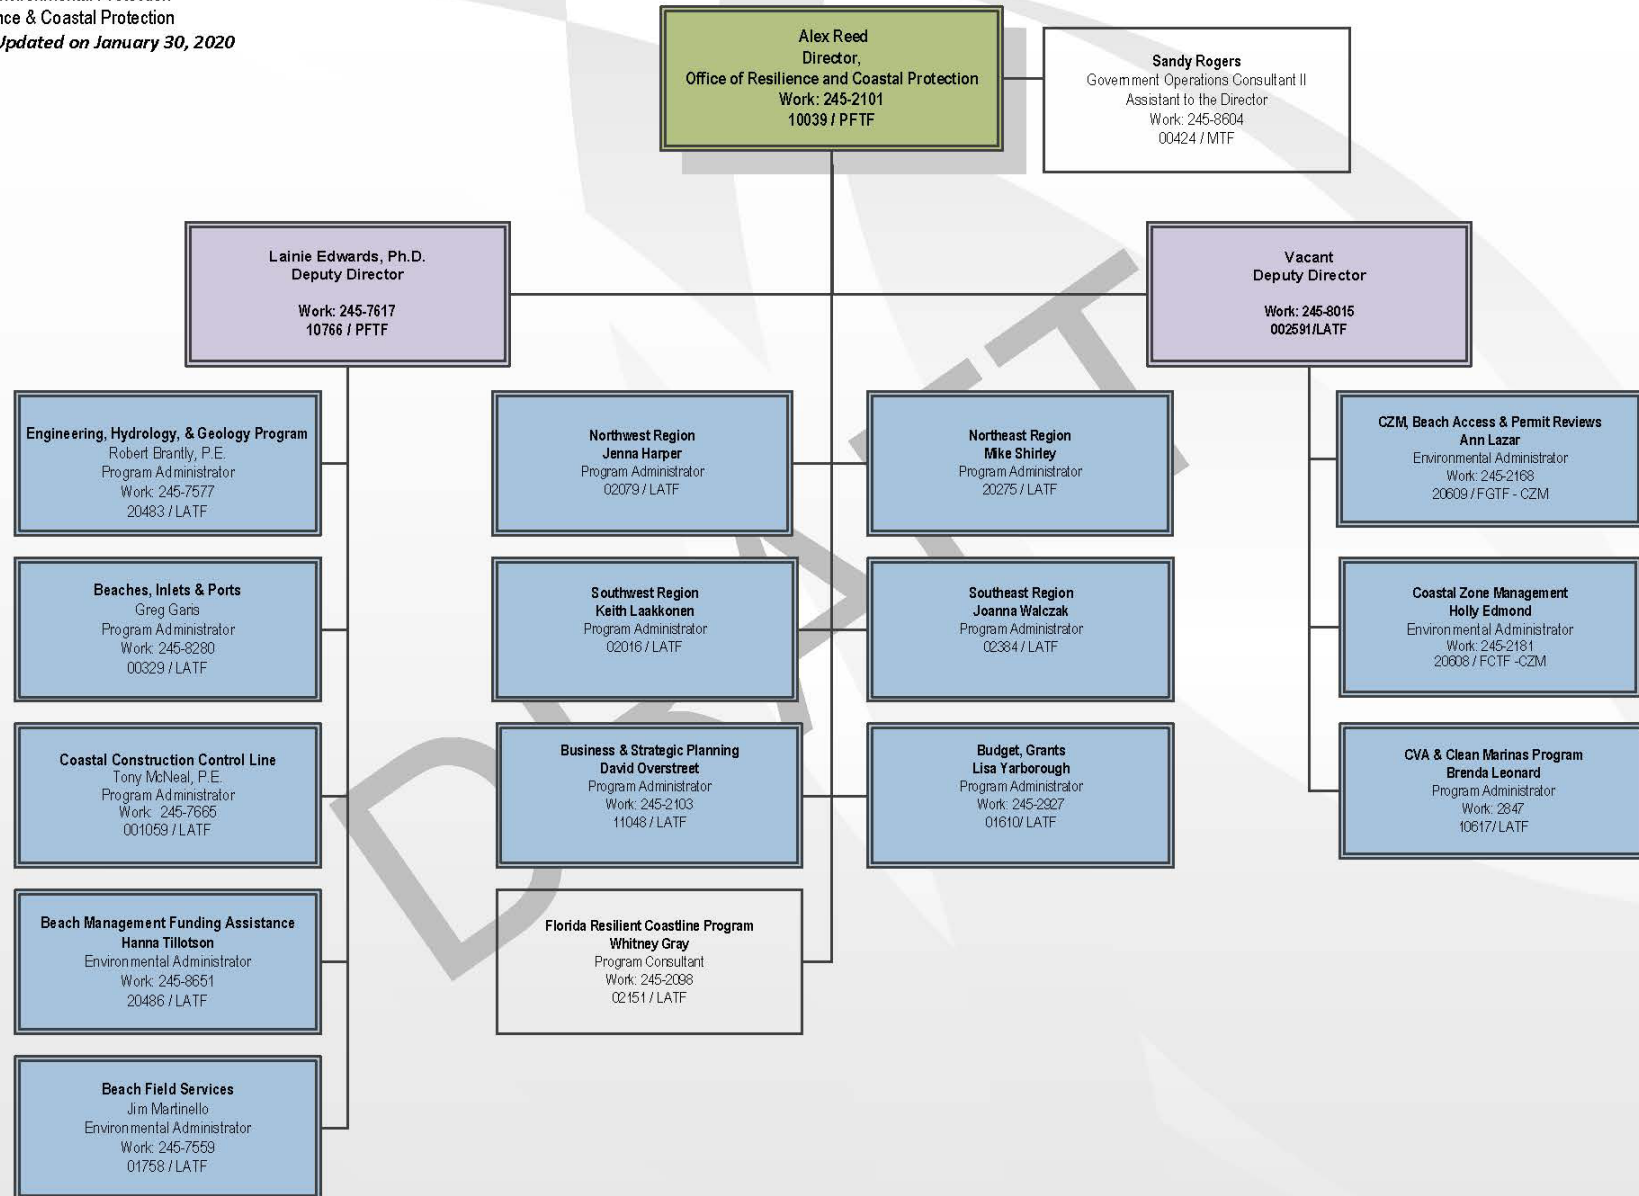 nce & Coastal Protection
Updated on January 30, 2020
Alex Reed
Director,
Office of Resilience and Coastal Protection
Work: 245-2101
10039 / PFTF
Sandy Rogers
Government Operations Consultant II
Assistant to the Director
Work: 245-8604
00424 / MTF
Lainie Edwards, Ph.D.
Deputy Director
Work: 245-7617
10766 / PFTF
Vacant
Deputy Director
Work: 245-8015
002591/LATF
Engineering, Hydrology, & Geology Program
Robert Brantly, P.E.
Program Administrator
Work: 245-7577
20483 / LATF
Northwest Region
Jenna Harper
Program Administrator
02079 / LATF
Northeast Region
Mike Shirley
Program Administrator
20275 / LATF
CZM, Beach Access & Permit Reviews
Ann Lazar
Environmental Administrator
Work: 245-2168
20609 / FGTF - CZM
Beaches, Inlets & Ports
Greg Garis
Program Administrator
Work: 245-8280
00329 / LATF
Southwest Region
Keith Laakkonen
Program Administrator
02016 / LATF
Southeast Region
Joanna Walczak
Program Administrator
02384 / LATF
Coastal Zone Management
Holly Edmond
Environmental Administrator
Work: 245-2181
20608 / FCTF -CZM
Coastal Construction Control Line
Tony McNeal, P.E.
Program Administrator
Work: 245-7665
001059 / LATF
Business & Strategic Planning
David Overstreet
Program Administrator
Work: 245-2103
11048 / LATF
Budget, Grants
Lisa Yarborough
Program Administrator
Work: 245-2927
01610/ LATF
CVA & Clean Marinas Program
Brenda Leonard
Program Administrator
Work: 2847
10617/ LATF
Beach Management Funding Assistance
Hanna Tillotson
Environmental Administrator
Work: 245-8651
20486 / LATF
Florida Resilient Coastline Program
Whitney Gray
Program Consultant
Work: 245-2098
02151 / LATF
Beach Field Services
Jim Martinello
Environmental Administrator
Work: 245-7559
01758 / LATF
DRAFT